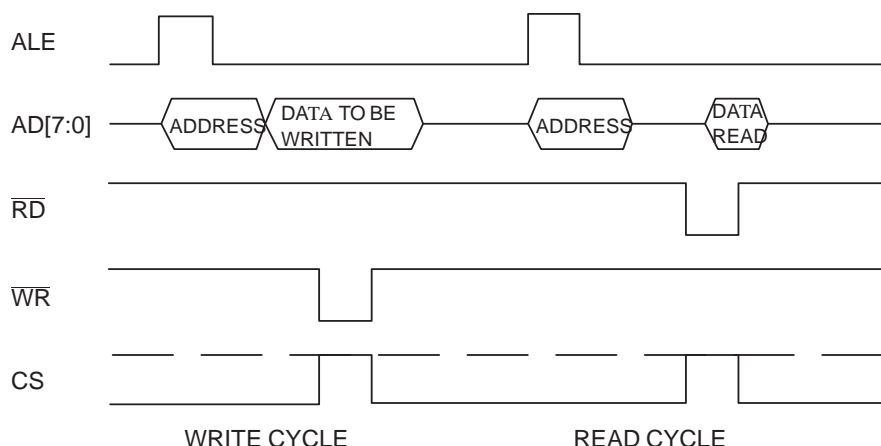 ALE
AD[7:0]
ADDRESS
DATA TO BE
WRITTEN
ADDRESS
DATA
READ
RD
WR
CS
WRITE CYCLE
READ CYCLE